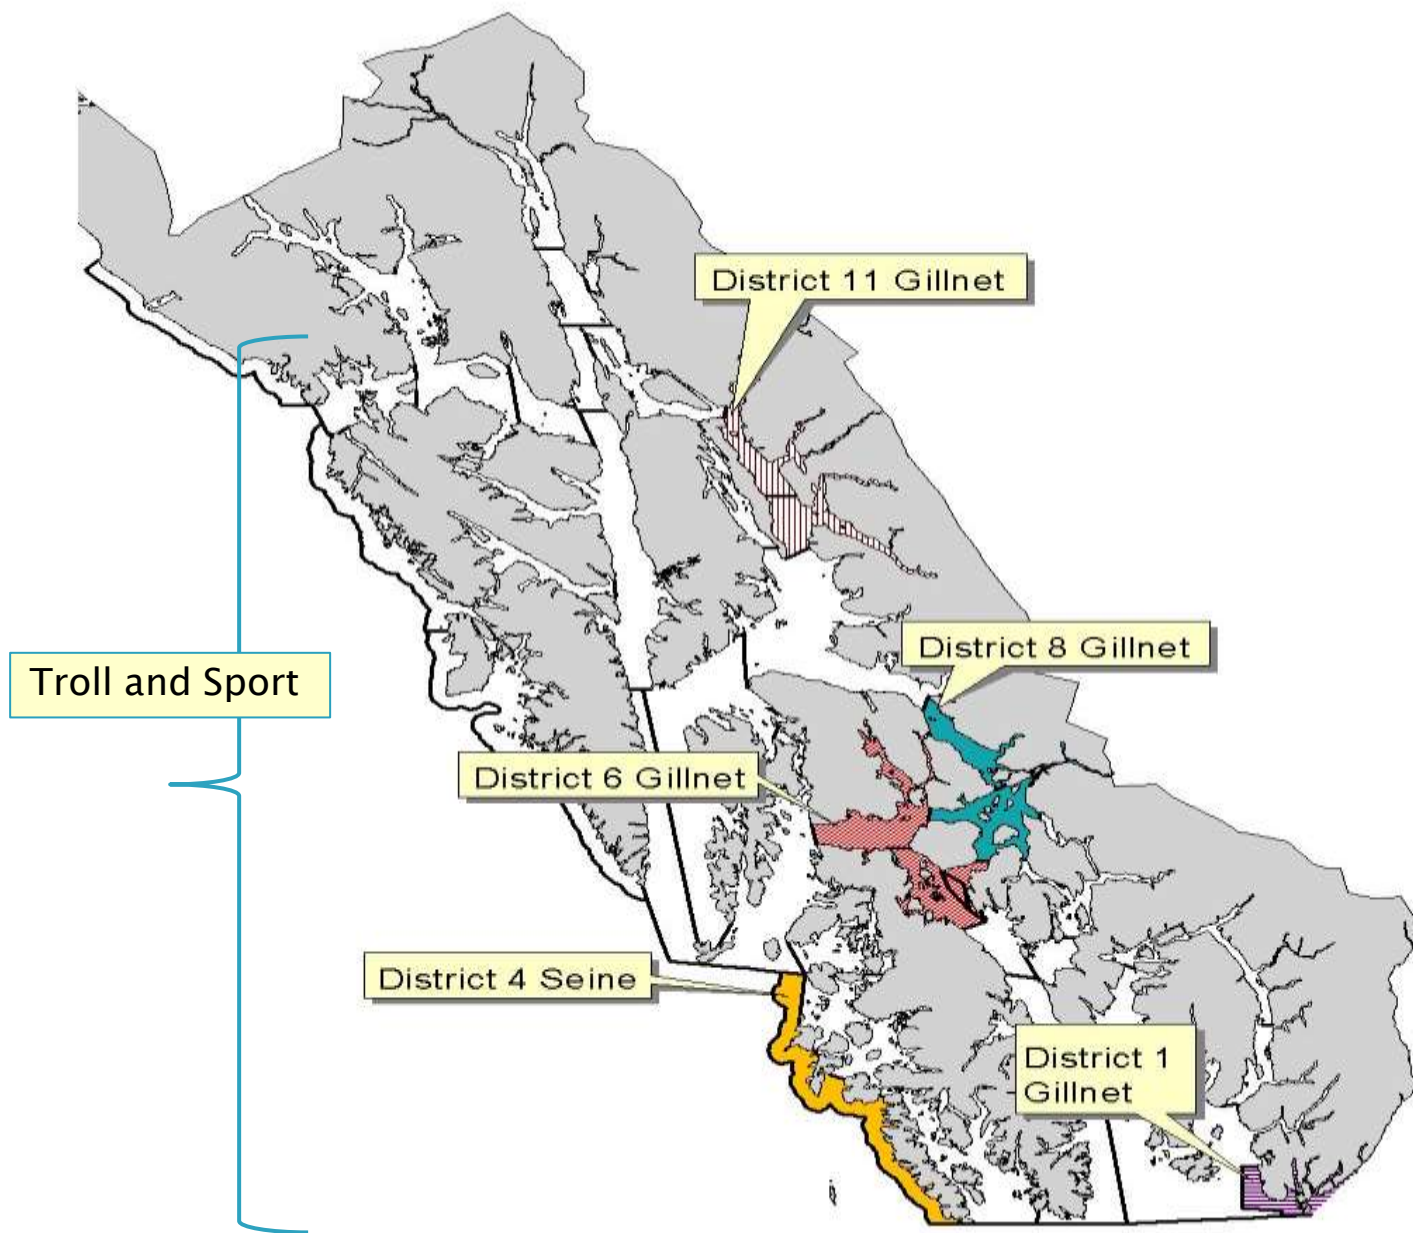 District 11 Gillnet
District 8 Gillnet
Troll and Sport
District 6 Gillnet
District 4 Seine
District 1
Gillnet